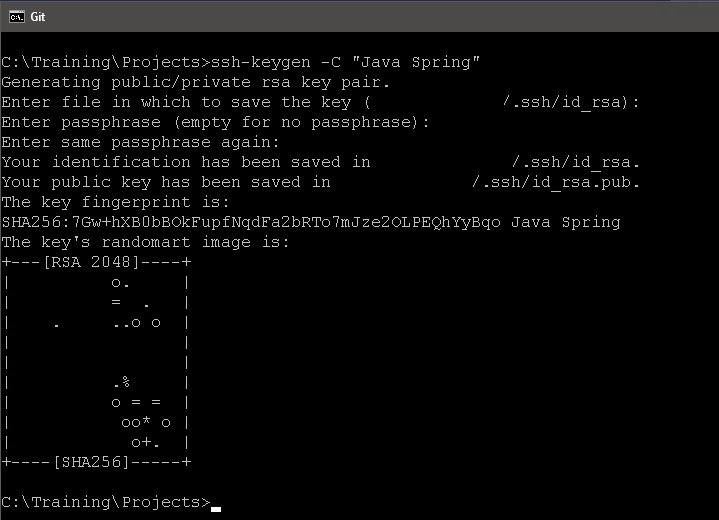 Git
C:\Training\Projects>ssh-keygen -C "Java Spring"
Generating public/private rsa key pair.
Enter file in which to save the key (             /.ssh/id_rsa):
Enter passphrase (empty for no passphrase):
Enter same passphrase again:
Your identification has been saved in              /.ssh/id_rsa.
Your public key has been saved in              /.ssh/id_rsa.pub.
The key fingerprint is:
SHA256:7Gw+hXB0bBOkFupfNqdFa2bRTo7mJze2OLPEQhYyBqo Java Spring
The key's randomart image is:
+---[RSA 2048]----+
|          o.     |
|          =  .   |
|    .     ..o o  |
|                 |
|                 |
|          .%     |
|          o = =  |
|           oo* o |
|            o+.  |
+----[SHA256]-----+
C:\Training\Projects>